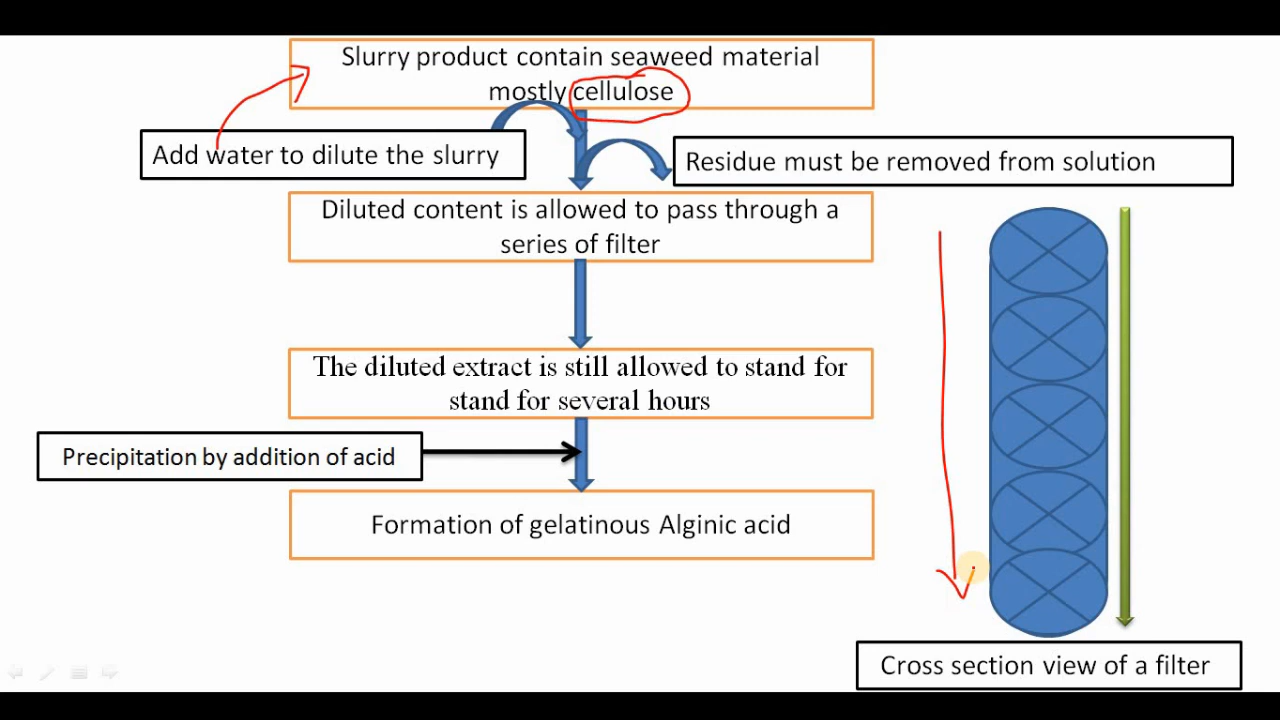 Slurry product contain seaweed material
mostly cellulose
Add water to dilute the slurry
Residue must be removed from solution
Diluted content is allowed to pass through a
series of filter
The diluted extract is still allowed to stand for
stand for several hours
Precipitation by addition of acid
Formation of gelatinous Alginic acid
Cross section view of a filter